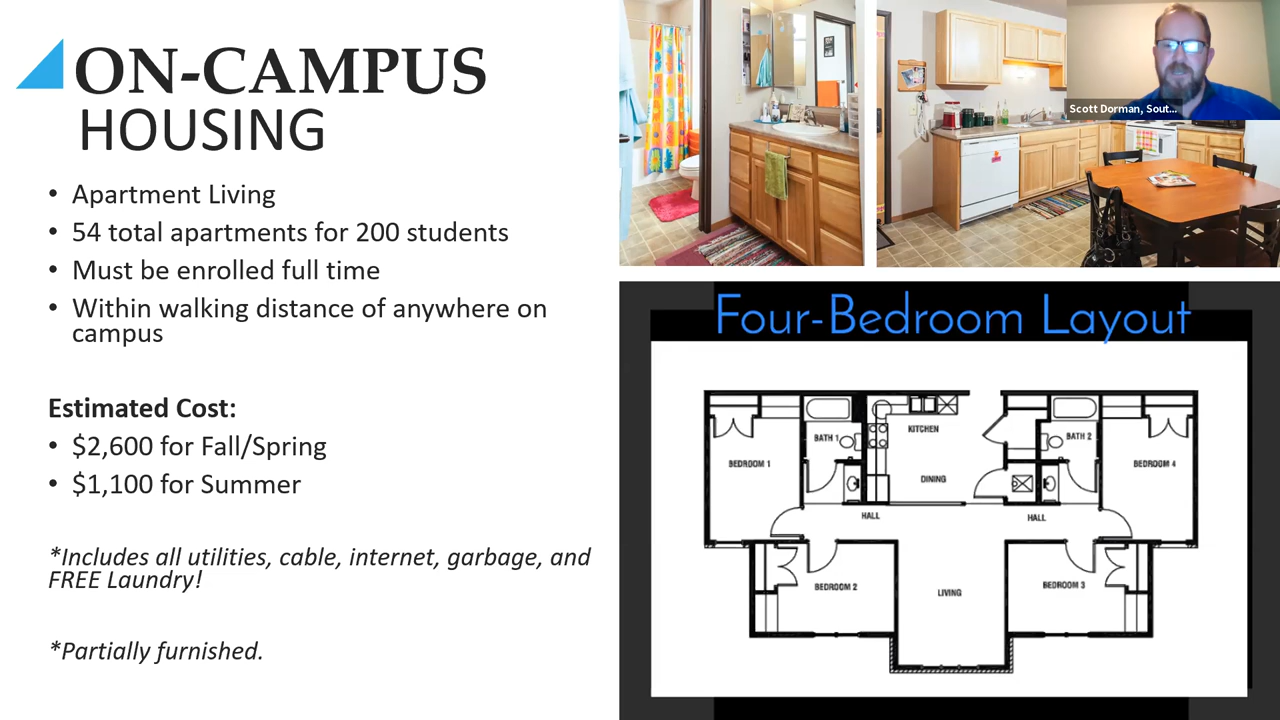 ON-CAMPUS
HOUSING
• Apartment Living
• 54 total apartments for 200 students
• Must be enrolled full time
• Within walking distance of anywhere on
campus
Estimated Cost:
• $2,600 for Fall/Spring
• $1,100 for Summer
*Includes all utilities, cable, internet, garbage, and
FREE Laundry!
*Partially furnished.
Scott Dorman, Sout...
Four-Bedroom Layout
KITCHEN
BATH 1
BATH 2
BEDROOM 1
BEDROOM 4
DINING
HALL
HALL
BEDROOM 2
LIVING
BEDROOM 3